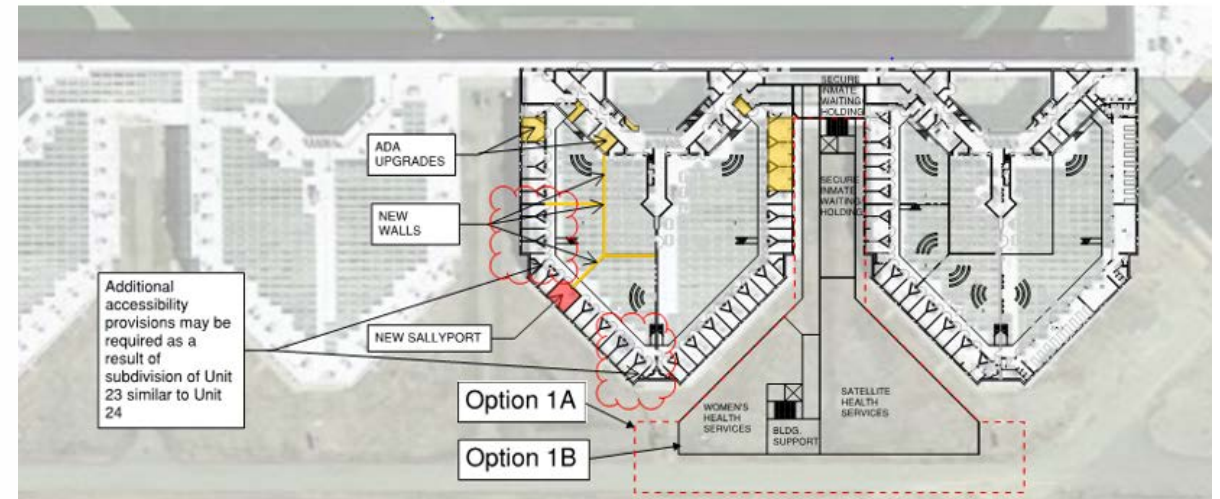 SECURE
INMATE
WAITING
HOLDING
ADA
UPGRADES
SECURE
INMATE
WAITING
HOLDING
NEW
WALLS
Additional
accessibility
provisions may be
required as a
result of
subdivision of Unit
23 similar to Unit
24
NEW SALLYPORT
Option 1A
Option 1B
WOMEN'S
HEALTH
SERVICES
BLDG.
SUPPORT
SATELLITE
HEALTH
SERVICES